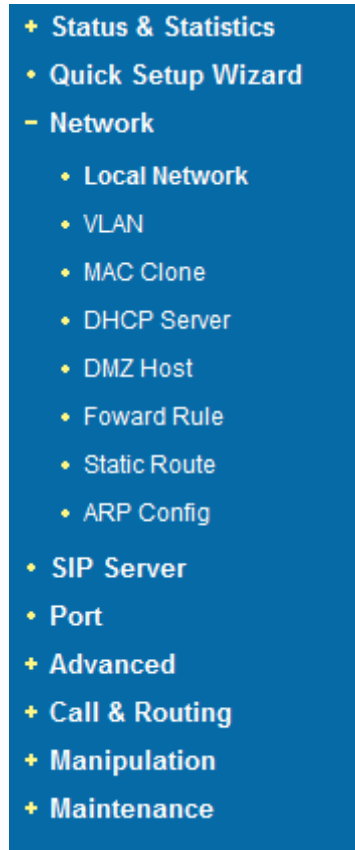 + Status & Statistics
• Quick Setup Wizard
− Network
• Local Network
• VLAN
• MAC Clone
• DHCP Server
• DMZ Host
• Foward Rule
• Static Route
• ARP Config
• SIP Server
• Port
+ Advanced
+ Call & Routing
+ Manipulation
+ Maintenance